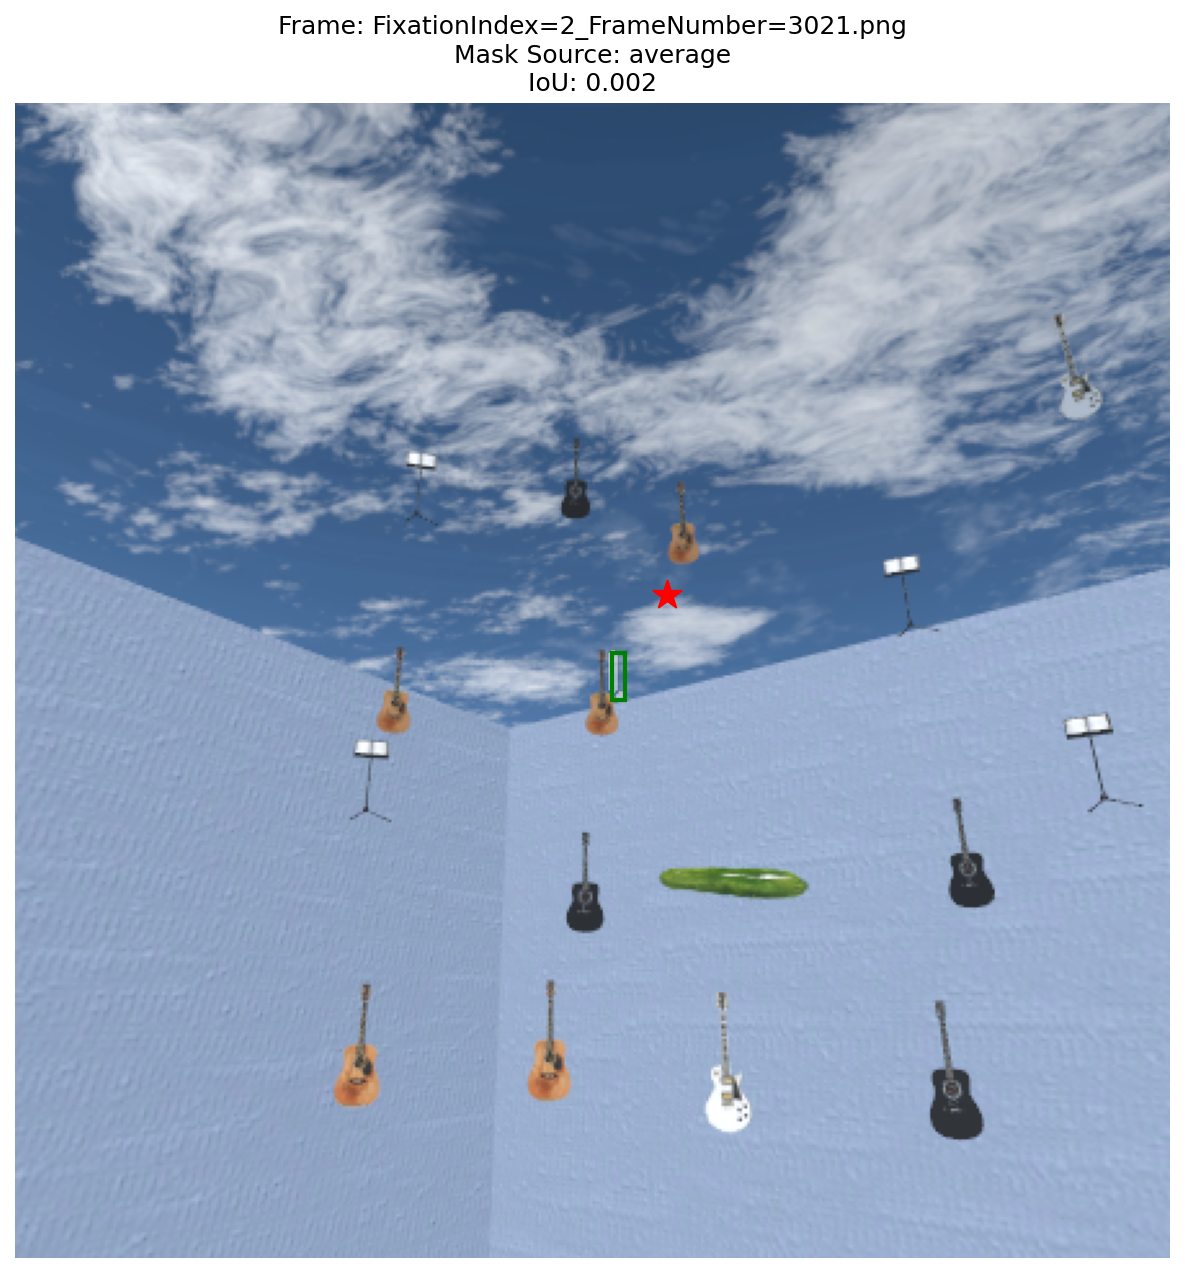 Frame: FixationIndex=2_FrameNumber=3021.png
Mask Source: average
IoU: 0.002